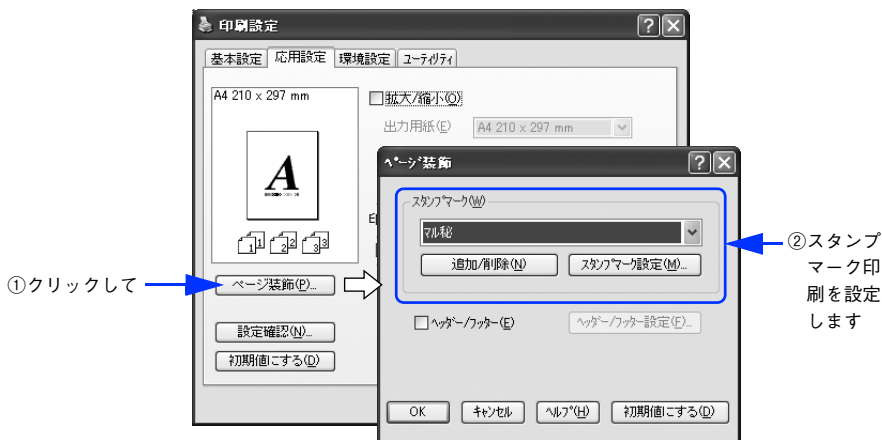 印刷設定
基本設定 応用設定 環境設定 ユーティリティ
A4 210 x 297 mm
拡大/縮小(O)
出力用紙(E) A4 210 x 297 mm
A
1 1 2 2 3 3
ページ装飾(P)...
設定確認(N)...
初期値にする(D)
ページ装飾
スタンプマーク(W)
マル秘
追加/削除(N) スタンプマーク設定(M)...
ヘッダー/フッター(E) ヘッダー/フッター設定(F)...
OK キャンセル ヘルプ(H) 初期値にする(D)
①クリックして
②スタンプ
マーク印
刷を設定
します